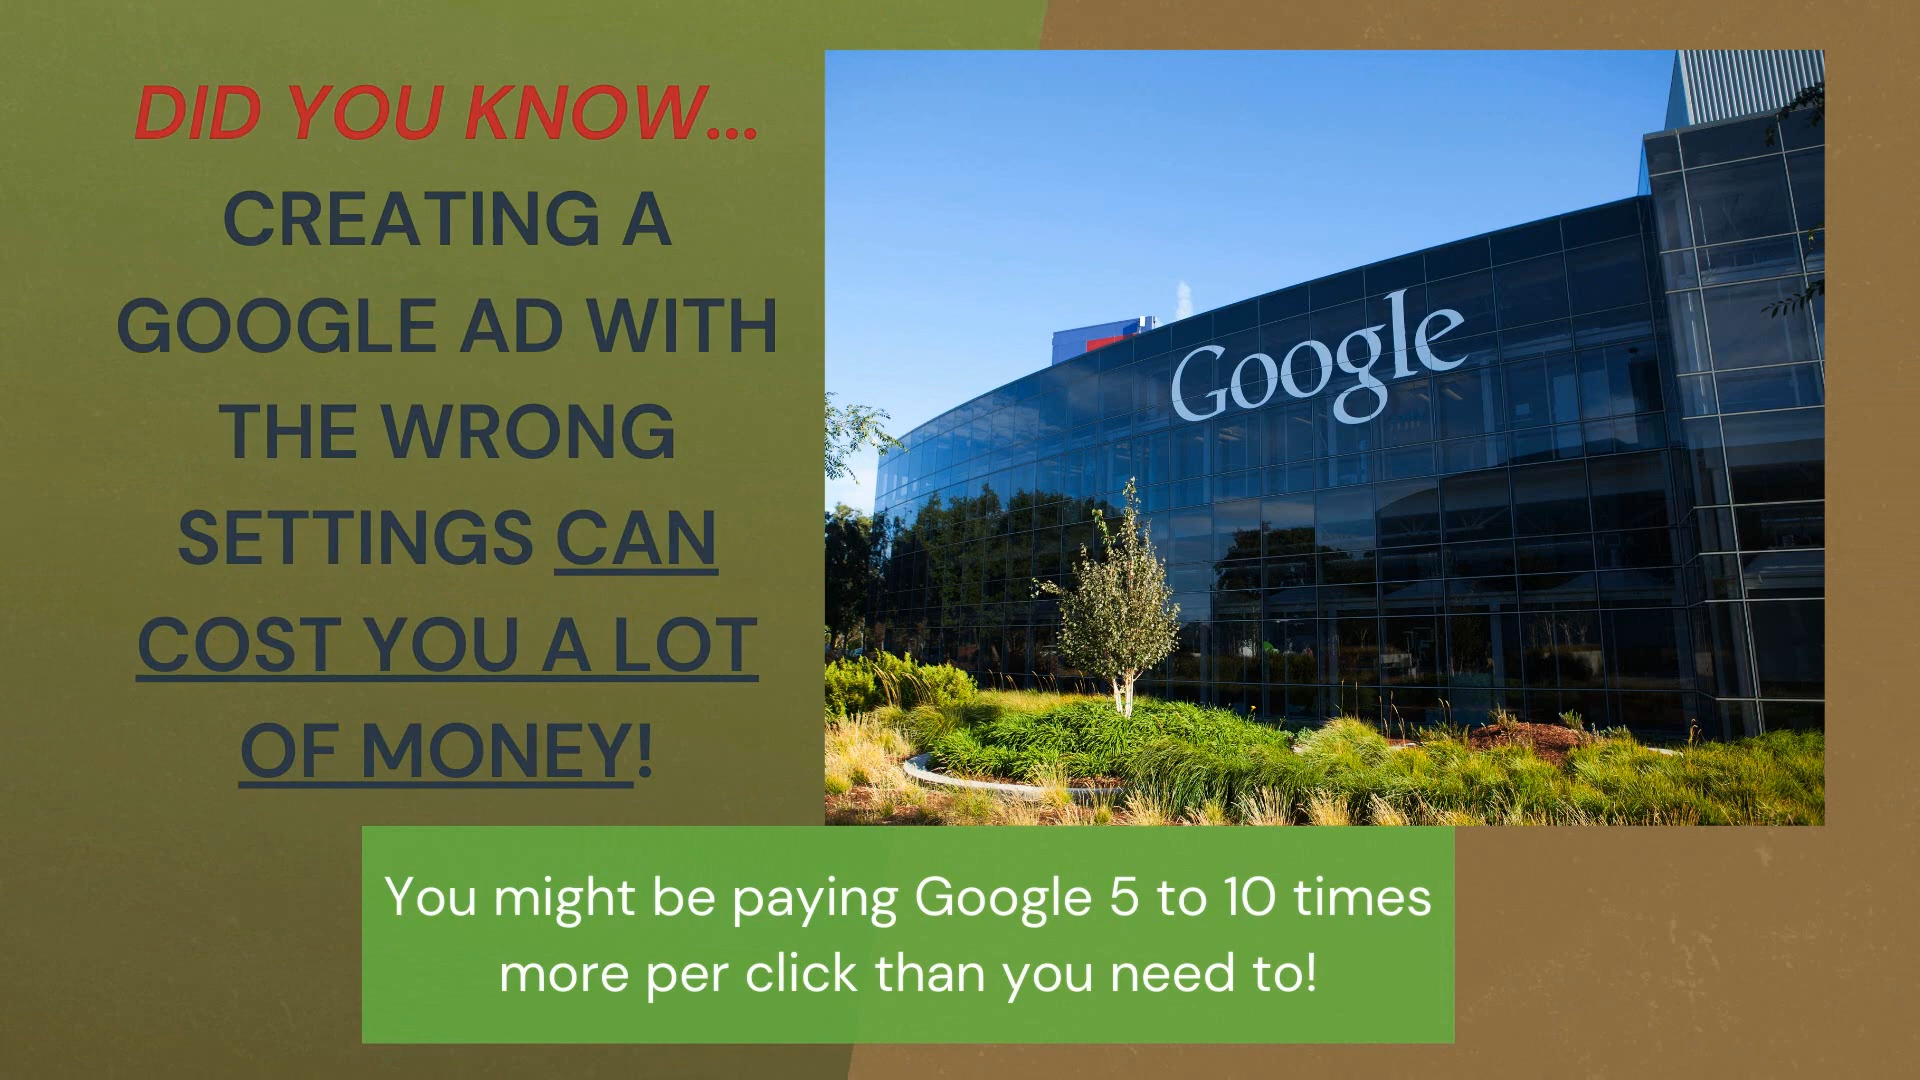 DID YOU KNOW...
CREATING A
GOOGLE AD WITH
THE WRONG
SETTINGS CAN
COST YOU A LOT
OF MONEY!
Google
You might be paying Google 5 to 10 times
more per click than you need to!